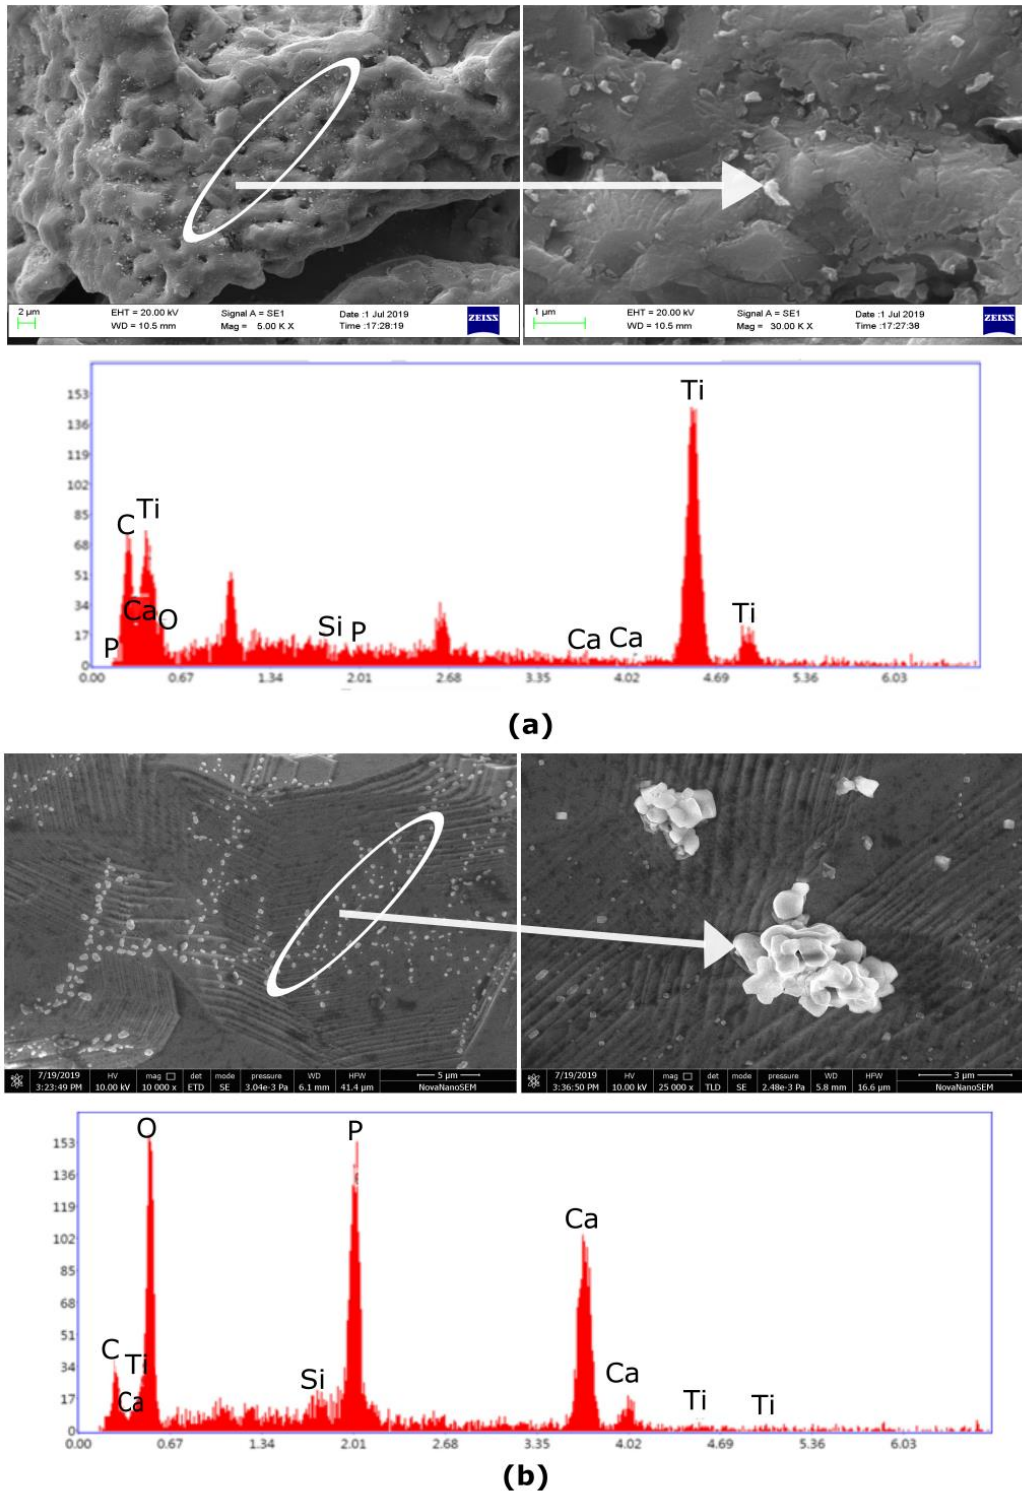 2 µm
EHT = 20.00 kV Signal A = SE1 Date :1 Jul 2019
WD = 10.5 mm Mag = 5.00 K X Time :17:28:19
ZEISS
1 µm
EHT = 20.00 kV Signal A = SE1 Date :1 Jul 2019
WD = 10.5 mm Mag = 30.00 K X Time :17:27:38
ZEISS
153
136
119
102
85
68
51
34
17
0
C
Ti
Ca
O
P
Si
P
Ca
Ca
Ti
Ti
0.00 0.67 1.34 2.01 2.68 3.35 4.02 4.69 5.36 6.03
(a)
7/19/2019 HV mag det mode pressure WD HFW 5 µm
3:23:49 PM 10.00 kV 10 000 x ETD SE 3.04e-3 Pa 6.1 mm 41.4 µm NovaNanoSEM
7/19/2019 HV mag det mode pressure WD HFW 3 µm
3:36:50 PM 10.00 kV 25 000 x TLD SE 2.48e-3 Pa 5.8 mm 16.6 µm NovaNanoSEM
153
136
119
102
85
68
51
34
17
0
C
Ti
Ca
O
Si
P
Ca
Ca
Ti
Ti
0.00 0.67 1.34 2.01 2.68 3.35 4.02 4.69 5.36 6.03
(b)